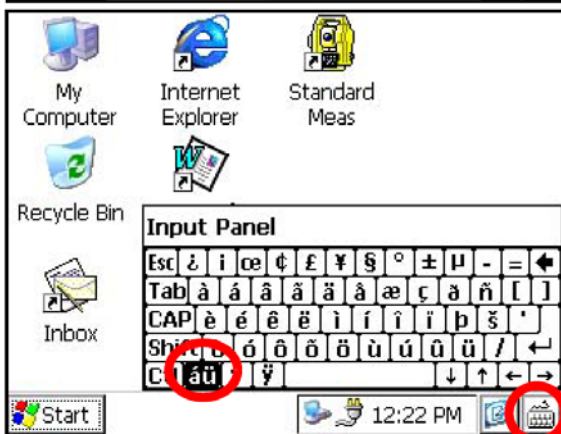 My Computer
Internet Explorer
Standard Meas
Recycle Bin
Inbox
Input Panel
Esc ¿ ¡ œ ¢ £ ¥ § ° ± µ - =
Tab à á â ã ä å æ ç ð ñ [ ]
CAP è é ê ë ì í î ï þ š '
Shift ó ô õ ö ù ú û ü /
áü ÿ ↓ ↑ ← →
Start 12:22 PM